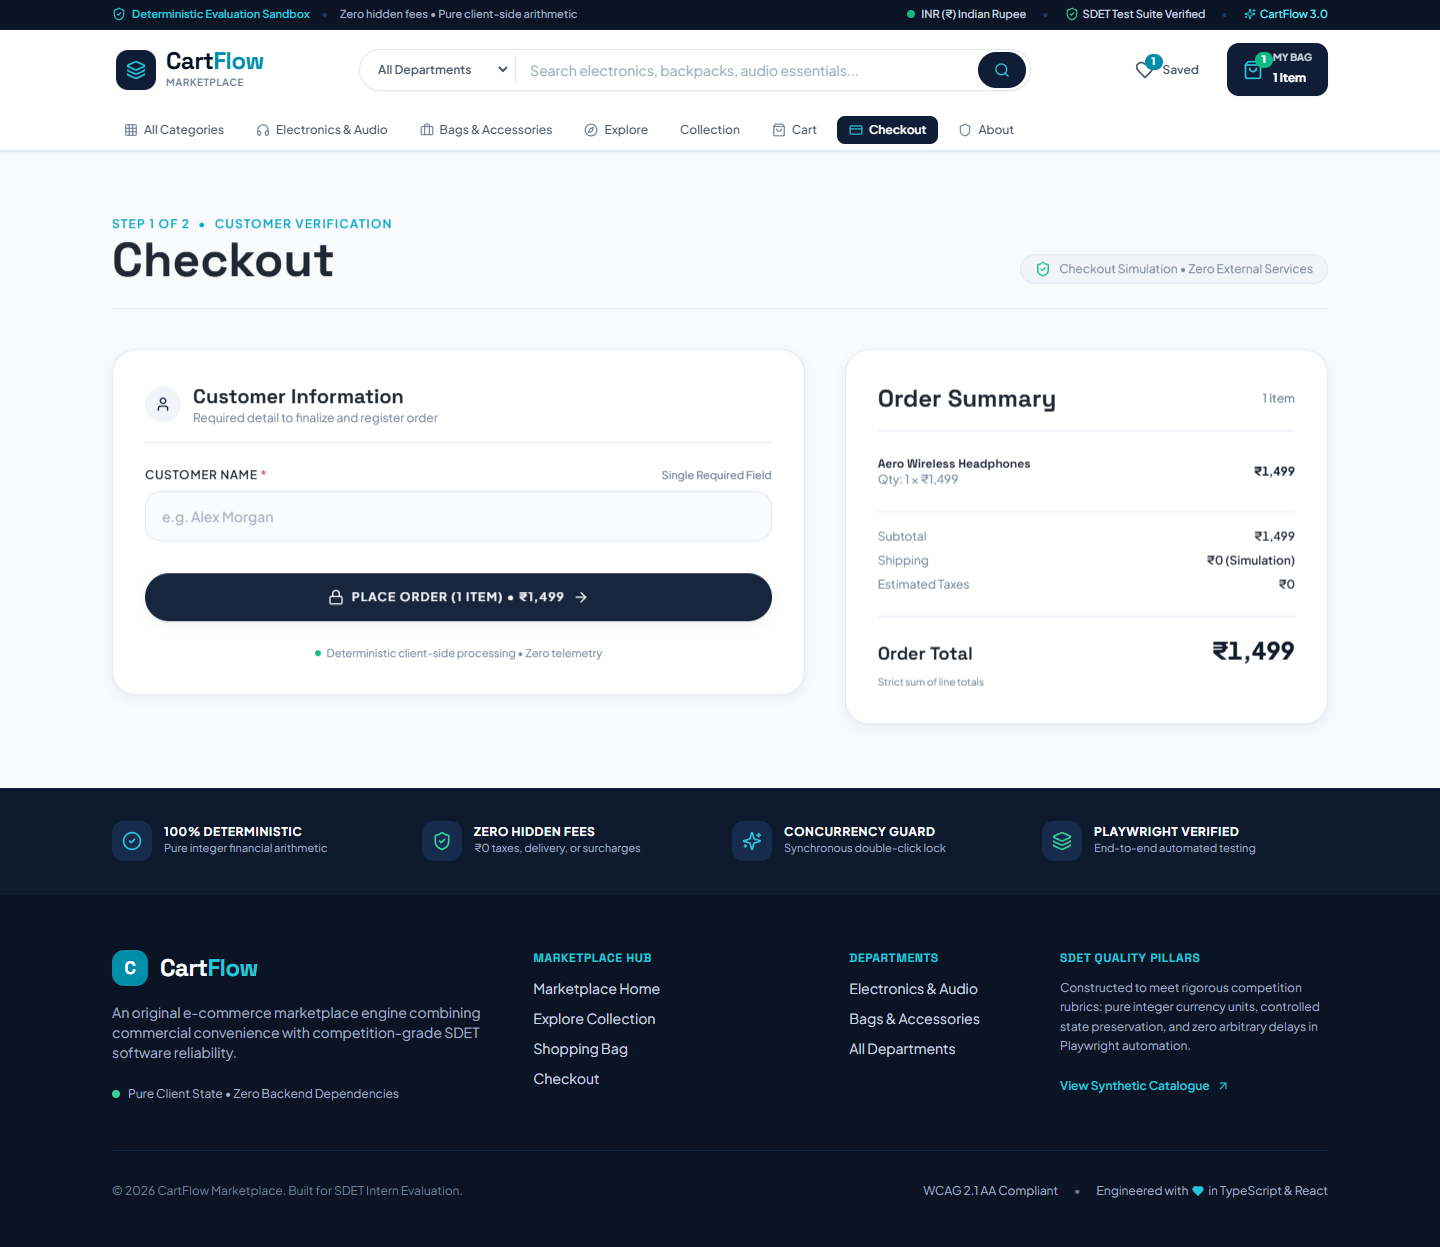 Deterministic Evaluation Sandbox • Zero hidden fees • Pure client-side arithmetic
INR (₹) Indian Rupee • SDET Test Suite Verified • CartFlow 3.0
CartFlow
MARKETPLACE
All Departments
Search electronics, backpacks, audio essentials...
1
Saved
1
MY BAG
1 item
All Categories
Electronics & Audio
Bags & Accessories
Explore
Collection
Cart
Checkout
About
STEP 1 OF 2 • CUSTOMER VERIFICATION
Checkout
Checkout Simulation • Zero External Services
Customer Information
Required detail to finalize and register order
CUSTOMER NAME *
Single Required Field
e.g. Alex Morgan
PLACE ORDER (1 ITEM) • ₹1,499
Deterministic client-side processing • Zero telemetry
Order Summary
1 item
Aero Wireless Headphones
Qty: 1 × ₹1,499
₹1,499
Subtotal ₹1,499
Shipping ₹0 (Simulation)
Estimated Taxes ₹0
Order Total ₹1,499
Strict sum of line totals
100% DETERMINISTIC
Pure integer financial arithmetic
ZERO HIDDEN FEES
₹0 taxes, delivery, or surcharges
CONCURRENCY GUARD
Synchronous double-click lock
PLAYWRIGHT VERIFIED
End-to-end automated testing
C
CartFlow
An original e-commerce marketplace engine combining
commercial convenience with competition-grade SDET
software reliability.
Pure Client State • Zero Backend Dependencies
MARKETPLACE HUB
Marketplace Home
Explore Collection
Shopping Bag
Checkout
DEPARTMENTS
Electronics & Audio
Bags & Accessories
All Departments
SDET QUALITY PILLARS
Constructed to meet rigorous competition
rubrics: pure integer currency units, controlled
state preservation, and zero arbitrary delays in
Playwright automation.
View Synthetic Catalogue
© 2026 CartFlow Marketplace. Built for SDET Intern Evaluation.
WCAG 2.1 AA Compliant • Engineered with in TypeScript & React